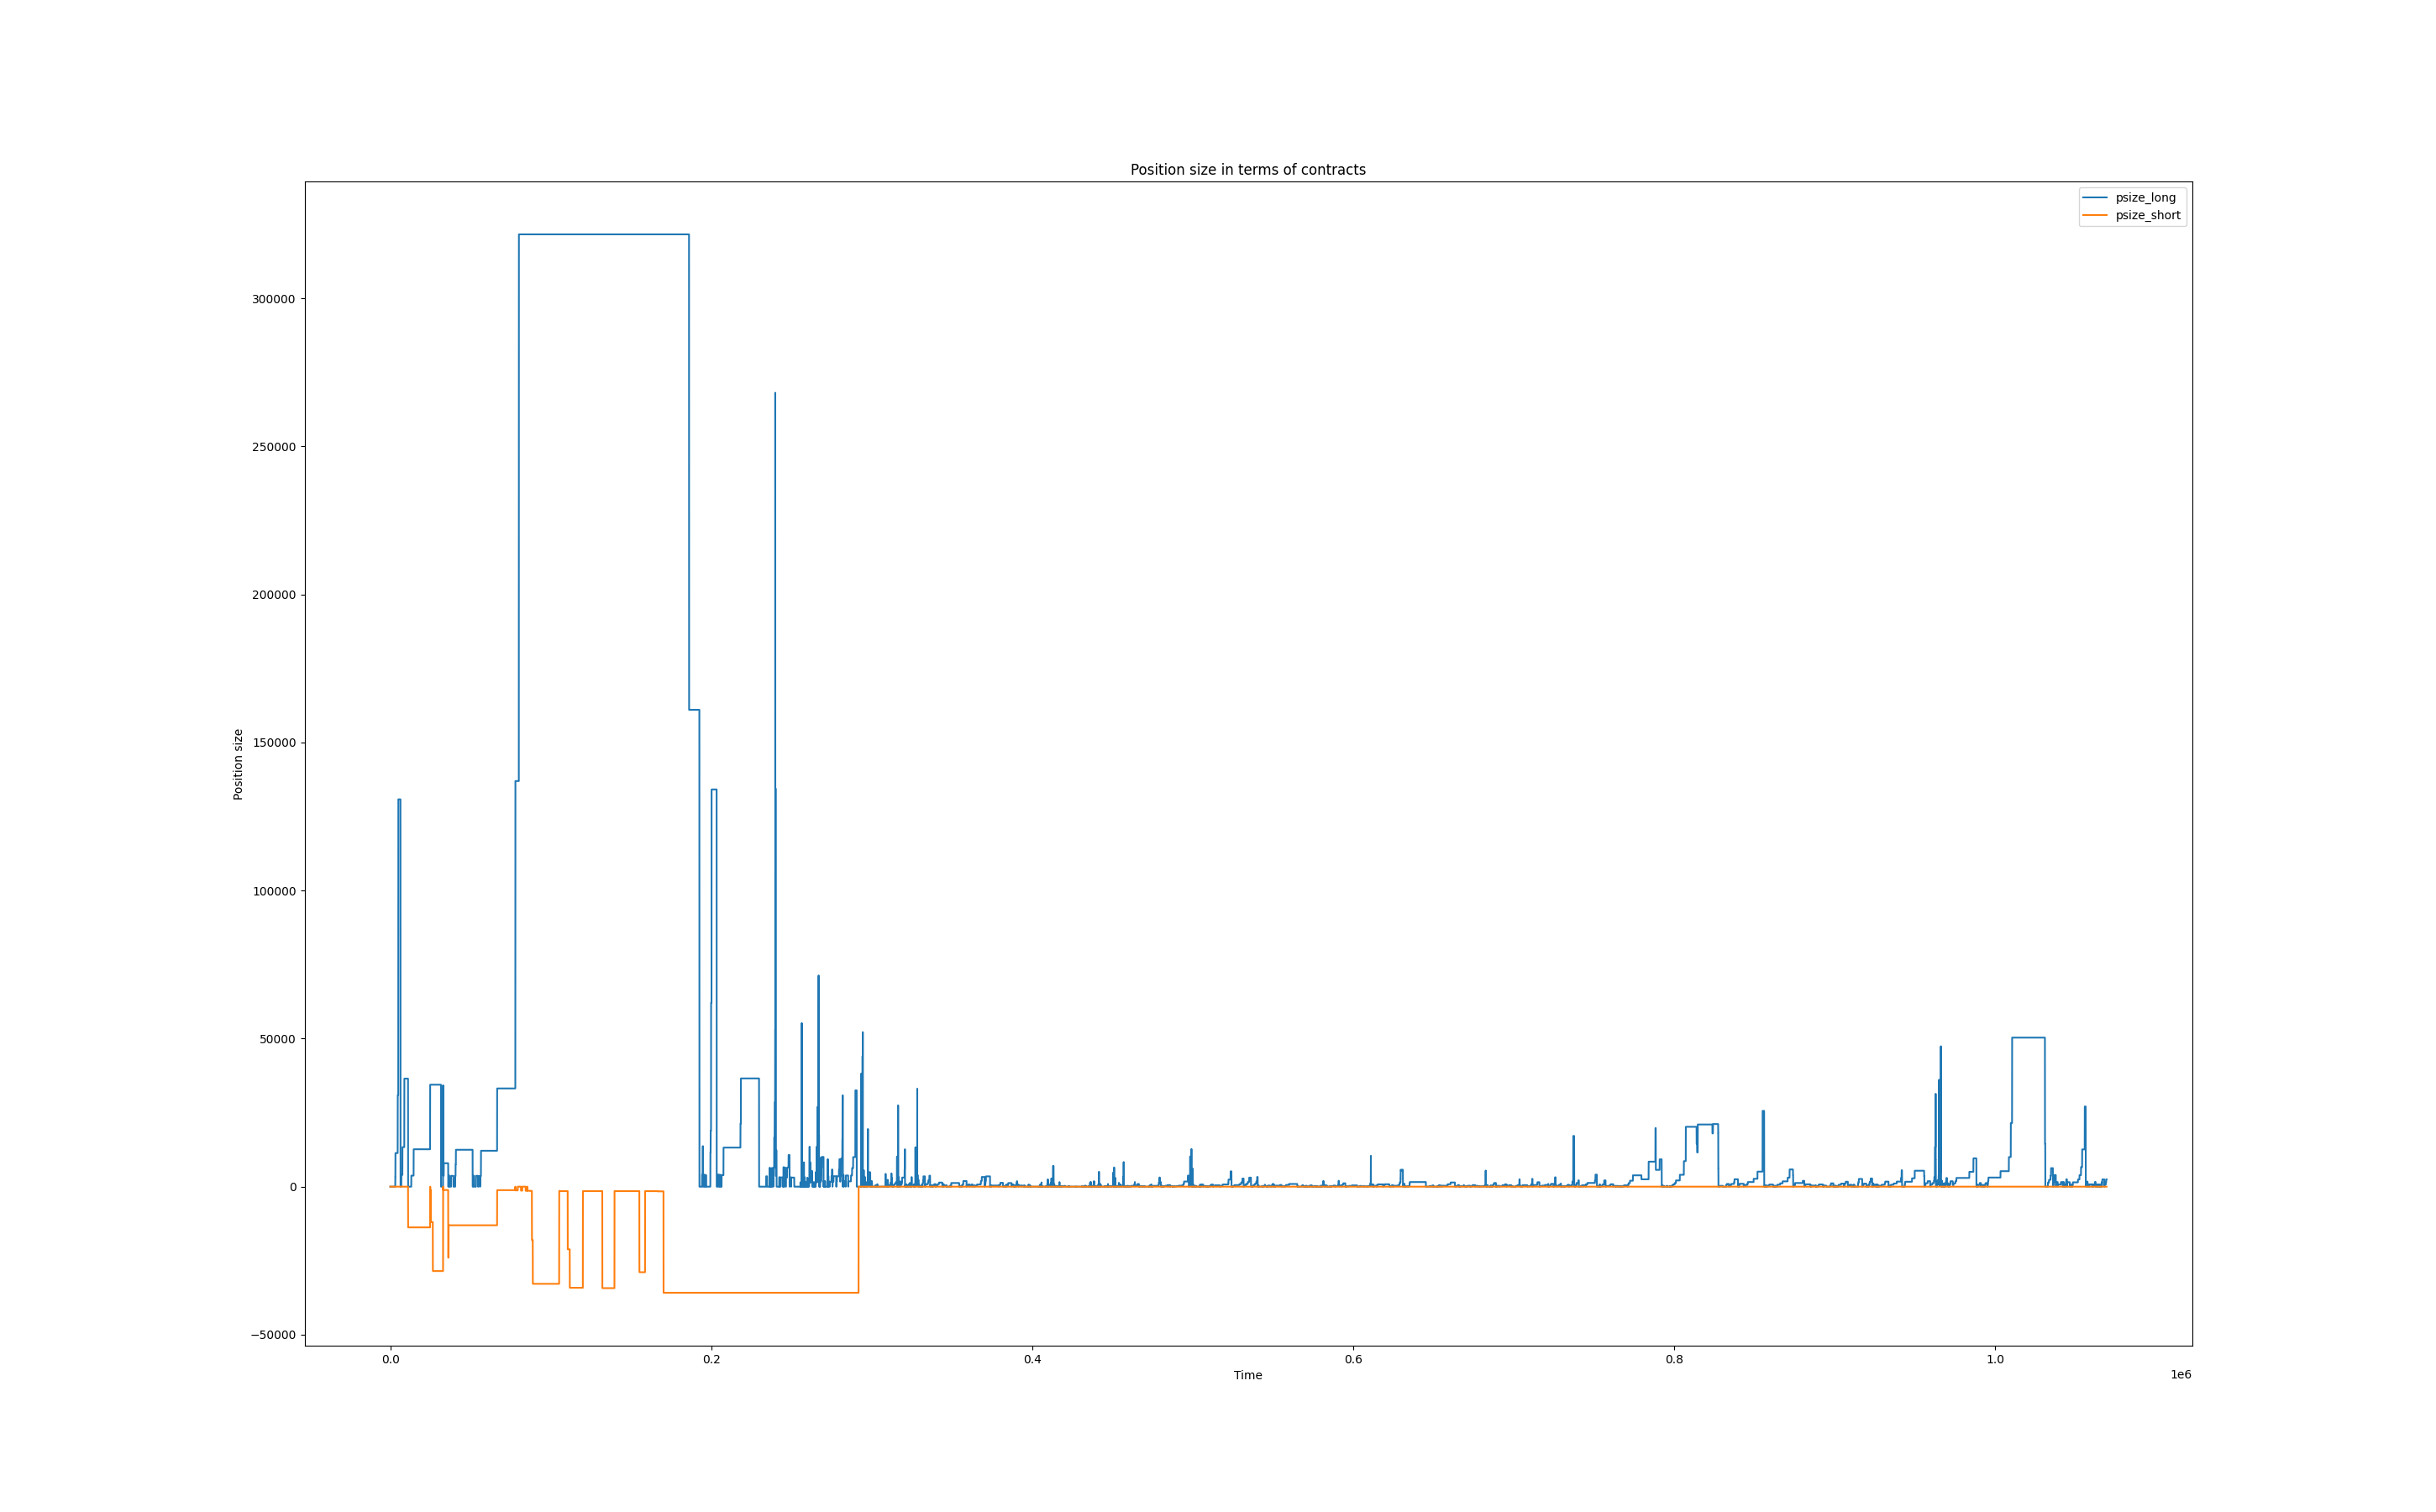 Position size in terms of contracts
psize_long
psize_short
Position size
300000
250000
200000
150000
100000
50000
0
−50000
0.0 0.2 0.4 0.6 0.8 1.0
Time
1e6